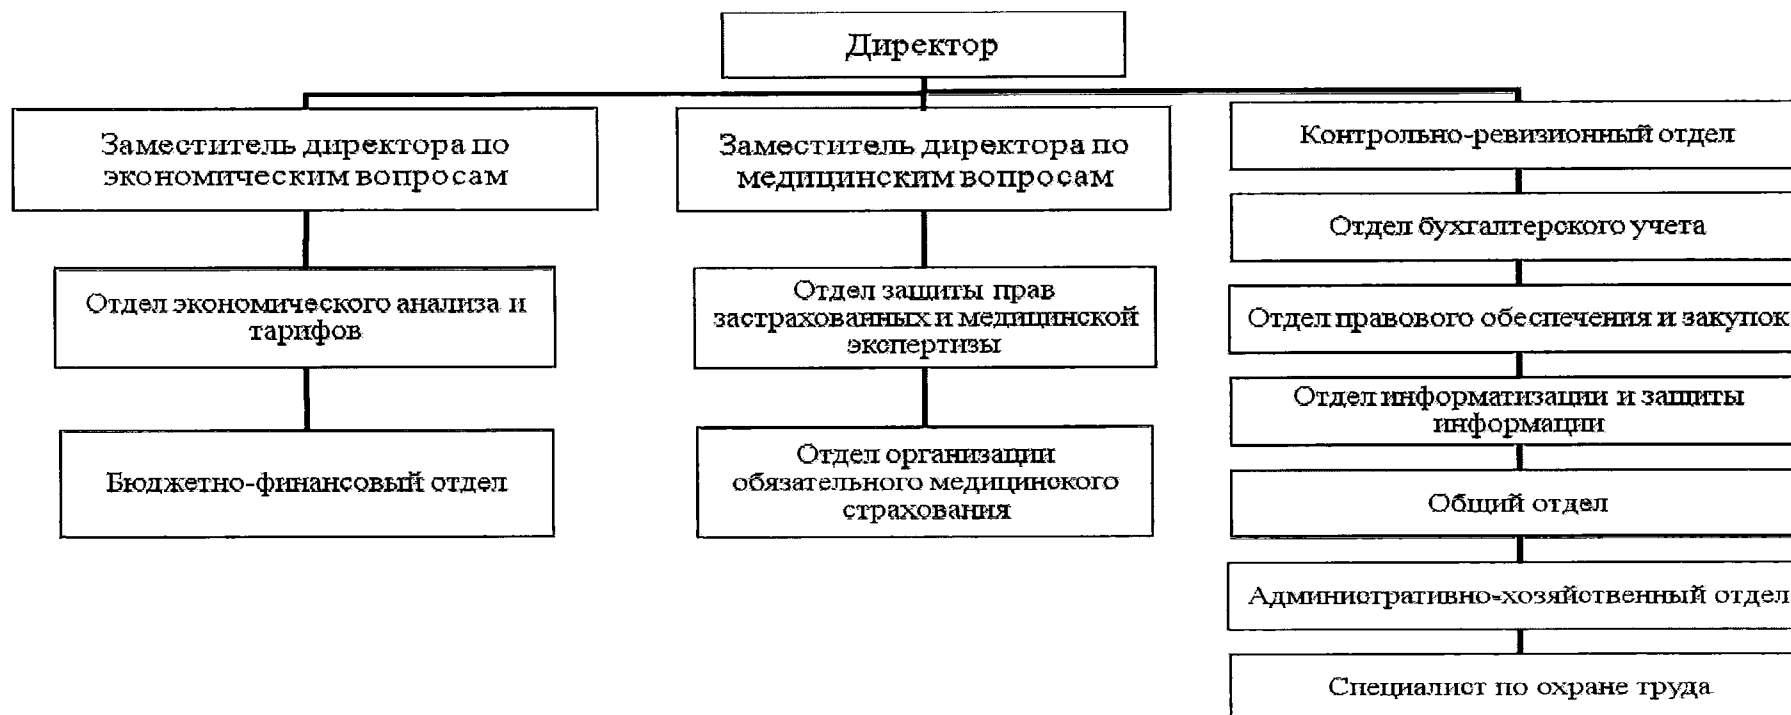 Директор
Заместитель директора по
экономическим вопросам
Отдел экономического анализа и
тарифов
Бюджетно-финансовый отдел
Заместитель директора по
медицинским вопросам
Отдел защиты прав
застрахованных и медицинской
экспертизы
Отдел организации
обязательного медицинского
страхования
Контрольно-ревизионный отдел
Отдел бухгалтерского учета
Отдел правового обеспечения и закупок
Отдел информатизации и защиты
информации
Общий отдел
Административно-хозяйственный отдел
Специалист по охране труда